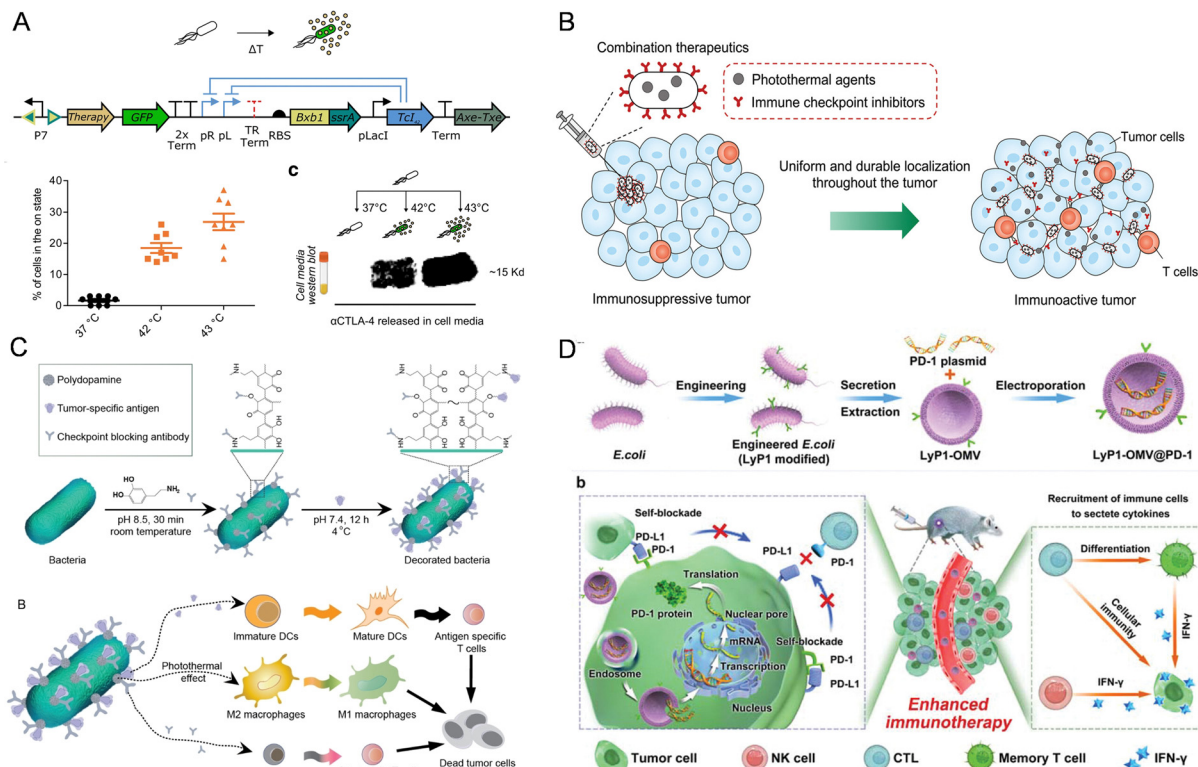 A
ΔT
P7
Therapy
GFP
2x
Term
pR pL
TR
Term
RBS
Bxb1
ssrA
pLacI
Term
Axe-Txe
% of cells in the on state
40
30
20
10
0
37 °C
42 °C
43 °C
c
37°C
42°C
43°C
Cell media
western blot
~15 Kd
αCTLA-4 released in cell media
B
Combination therapeutics
Photothermal agents
Immune checkpoint inhibitors
Uniform and durable localization
throughout the tumor
Tumor cells
T cells
Immunosuppressive tumor
Immunoactive tumor
C
Polydopamine
Tumor-specific antigen
Checkpoint blocking antibody
HO
HO
NH₂
pH 8.5, 30 min
room temperature
pH 7.4, 12 h
4 °C
Bacteria
Decorated bacteria
B
Photothermal
effect
Immature DCs
Mature DCs
Antigen specific
T cells
M2 macrophages
M1 macrophages
Dead tumor cells
D
E.coli
Engineering
Engineered E.coli
(LyP1 modified)
Secretion
Extraction
PD-1 plasmid
+
LyP1-OMV
Electroporation
LyP1-OMV@PD-1
b
Self-blockade
PD-L1
PD-1
PD-L1
PD-1
Translation
PD-1 protein
Nuclear pore
mRNA
Transcription
Nucleus
Endosome
Self-blockade
PD-1
PD-L1
Enhanced
immunotherapy
Recruitment of immune cells
to sectete cytokines
Differentiation
Cellular
immunity
IFN-γ
IFN-γ
Tumor cell
NK cell
CTL
Memory T cell
IFN-γ